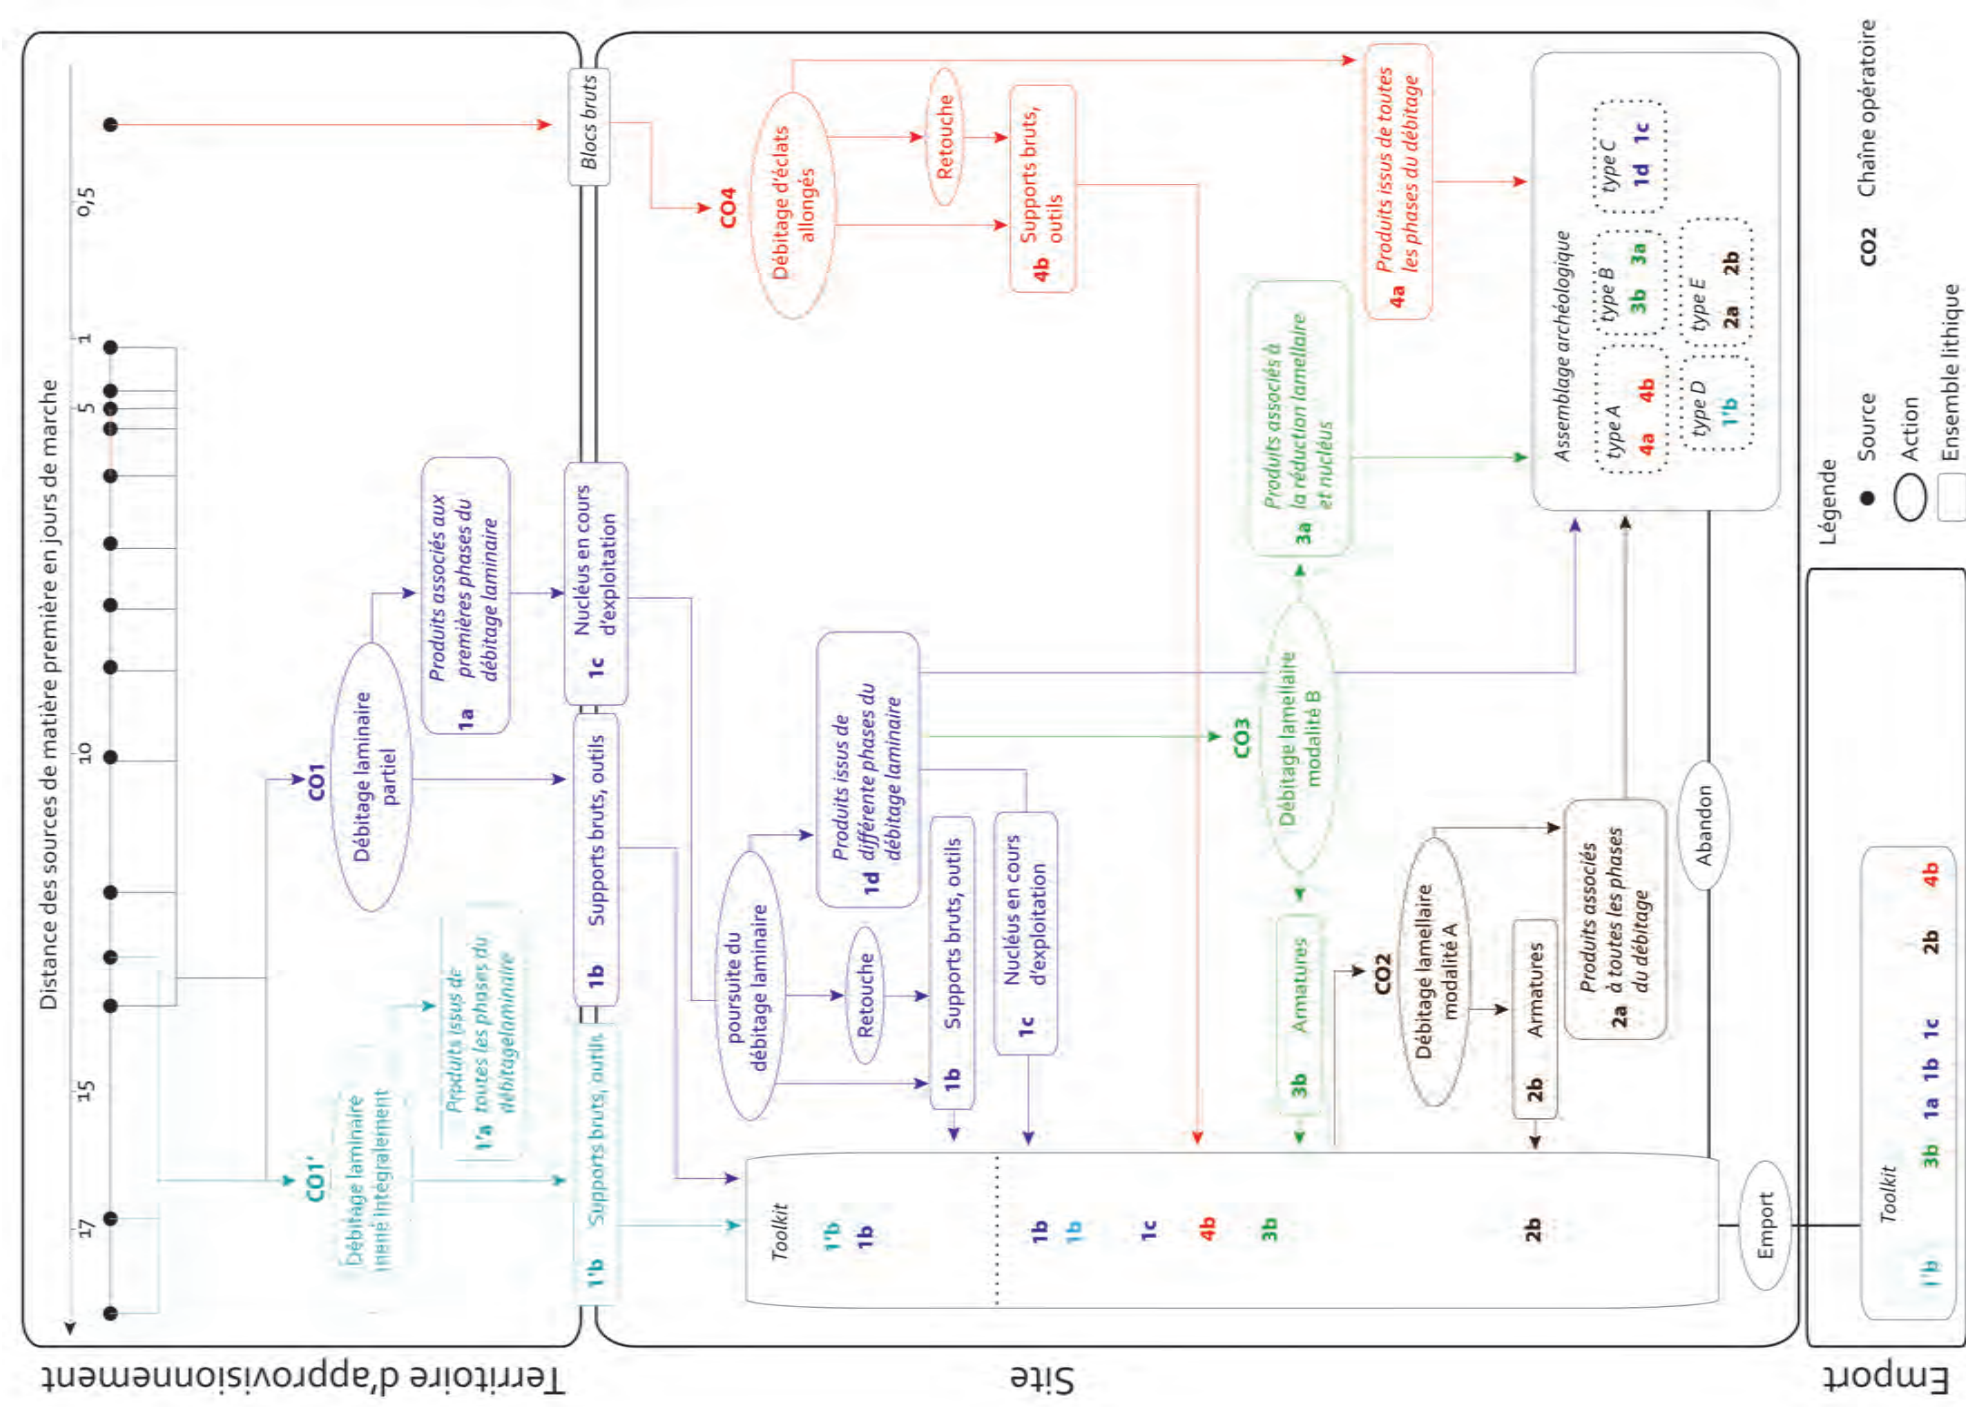 Territoire d'approvisionnement
Distance des sources de matière première en jours de marche
17
15
10
5
1
0,5
CO1'
Débitage laminaire
mené intégralement
1'a
Produits issus de
toutes les phases du
débitagelaminaire
1'b Supports bruts, outils
CO1
Débitage laminaire
partiel
1a
Produits associés aux
premières phases du
débitage laminaire
1b Supports bruts, outils
1c Nucléus en cours
d'exploitation
Blocs bruts
Site
Toolkit
1'b
1b
1b
1b
1c
4b
3b
2b
poursuite du
débitage laminaire
Retouche
1d
Produits issus de
différente phases du
débitage laminaire
1b Supports bruts, outils
1c Nucléus en cours
d'exploitation
CO4
Débitage d'éclats
allongés
Retouche
4b Supports bruts,
outils
4a Produits issus de toutes
les phases du débitage
CO3
Débitage lamellaire
modalité B
3b Armatures
3a
Produits associés à
la réduction lamellaire
et nucléus
CO2
Débitage lamellaire
modalité A
2b Armatures
2a
Produits associés
à toutes les phases
du débitage
Assemblage archéologique
type A
4a 4b
type B
3b 3a
type C
1d 1c
type D
1'b
type E
2a 2b
Abandon
Emport
Emport
Toolkit
1'b 3b 1a 1b 1c 2b 4b
Légende
Source
Action
Ensemble lithique
CO2 Chaîne opératoire